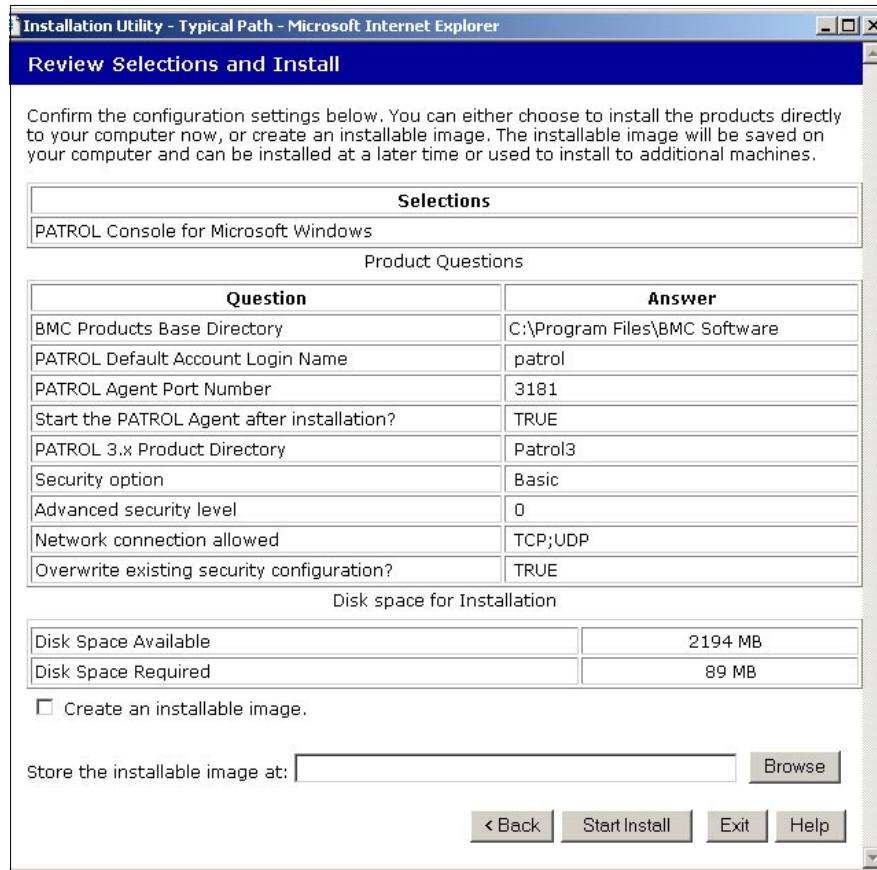 Installation Utility - Typical Path - Microsoft Internet Explorer
Review Selections and Install
Confirm the configuration settings below. You can either choose to install the products directly
to your computer now, or create an installable image. The installable image will be saved on
your computer and can be installed at a later time or used to install to additional machines.
Selections
PATROL Console for Microsoft Windows
Product Questions
Question Answer
BMC Products Base Directory C:\Program Files\BMC Software
PATROL Default Account Login Name patrol
PATROL Agent Port Number 3181
Start the PATROL Agent after installation? TRUE
PATROL 3.x Product Directory Patrol3
Security option Basic
Advanced security level 0
Network connection allowed TCP;UDP
Overwrite existing security configuration? TRUE
Disk space for Installation
Disk Space Available 2194 MB
Disk Space Required 89 MB
Create an installable image.
Store the installable image at: Browse
< Back Start Install Exit Help